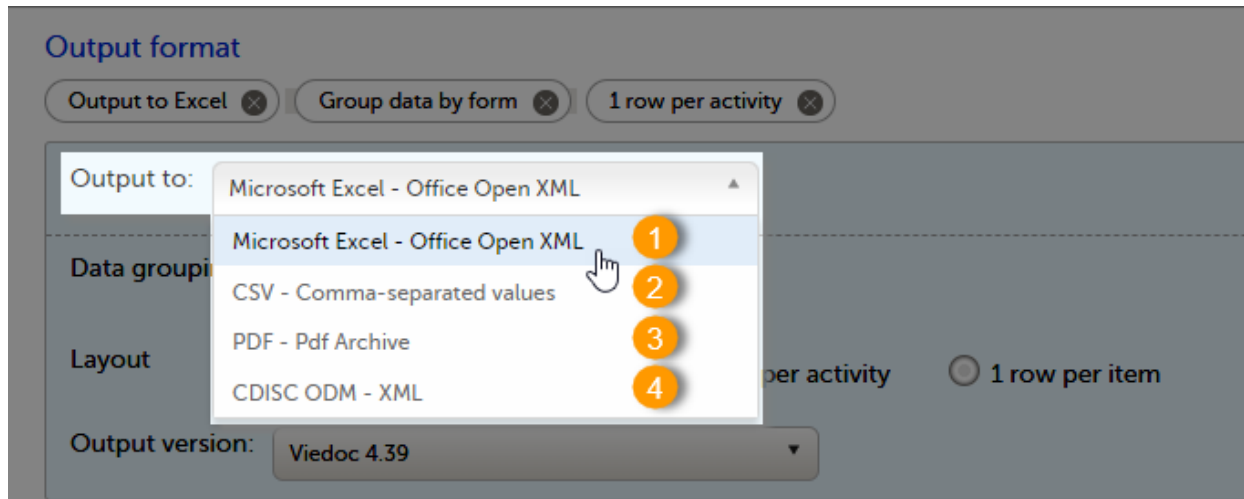 Output format
Output to Excel Group data by form 1 row per activity
Output to: Microsoft Excel - Office Open XML
Microsoft Excel - Office Open XML 1
Data groupi
CSV - Comma-separated values 2
PDF - Pdf Archive 3
Layout per activity 1 row per item
CDISC ODM - XML 4
Output version: Viedoc 4.39